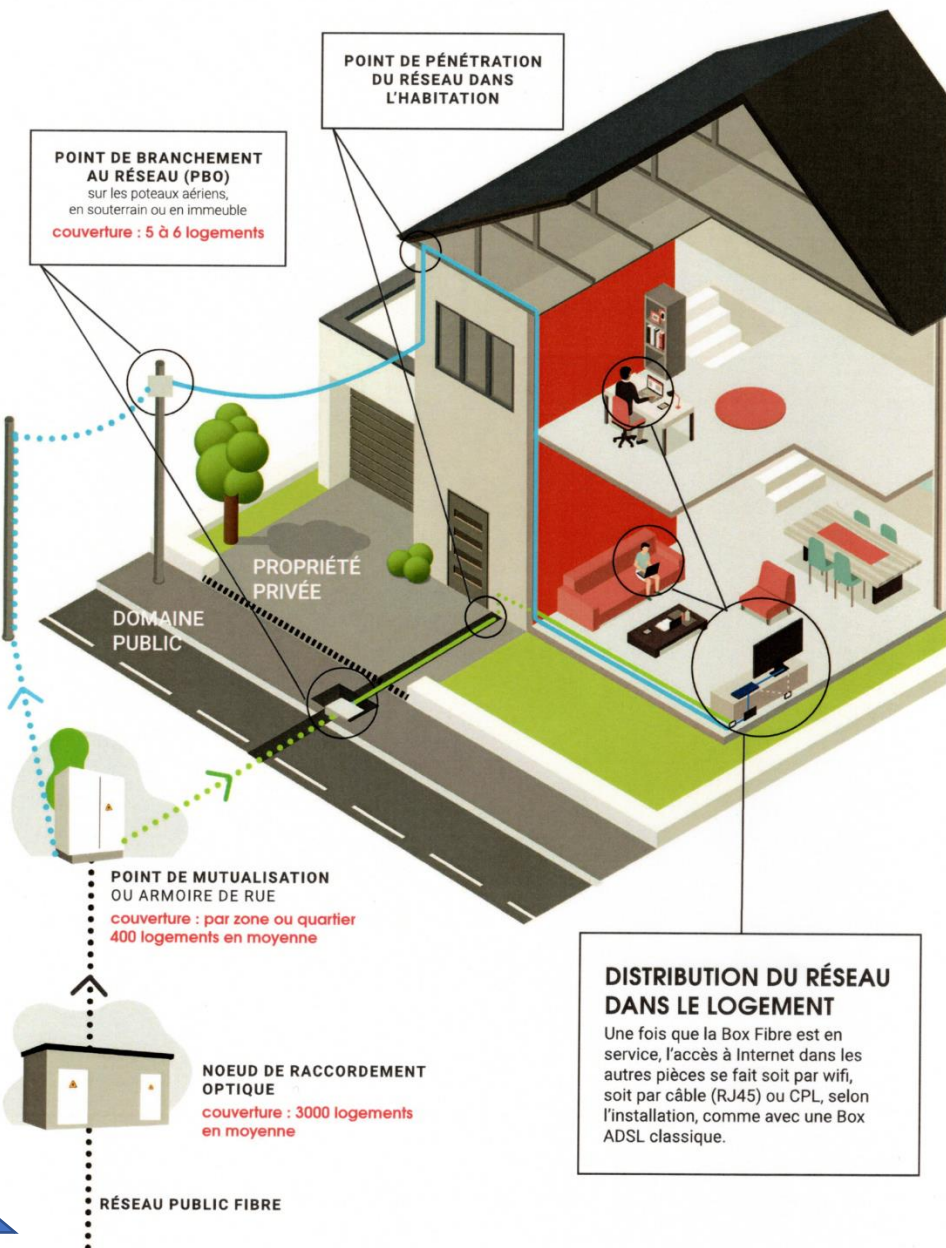 POINT DE PÉNÉTRATION
DU RÉSEAU DANS
L'HABITATION
POINT DE BRANCHEMENT
AU RÉSEAU (PBO)
sur les poteaux aériens,
en souterrain ou en immeuble
couverture : 5 à 6 logements
PROPRIÉTÉ
PRIVÉE
DOMAINE
PUBLIC
POINT DE MUTUALISATION
OU ARMOIRE DE RUE
couverture : par zone ou quartier
400 logements en moyenne
NOEUD DE RACCORDEMENT
OPTIQUE
couverture : 3000 logements
en moyenne
RÉSEAU PUBLIC FIBRE
DISTRIBUTION DU RÉSEAU
DANS LE LOGEMENT
Une fois que la Box Fibre est en
service, l'accès à Internet dans les
autres pièces se fait soit par wifi,
soit par câble (RJ45) ou CPL, selon
l'installation, comme avec une Box
ADSL classique.